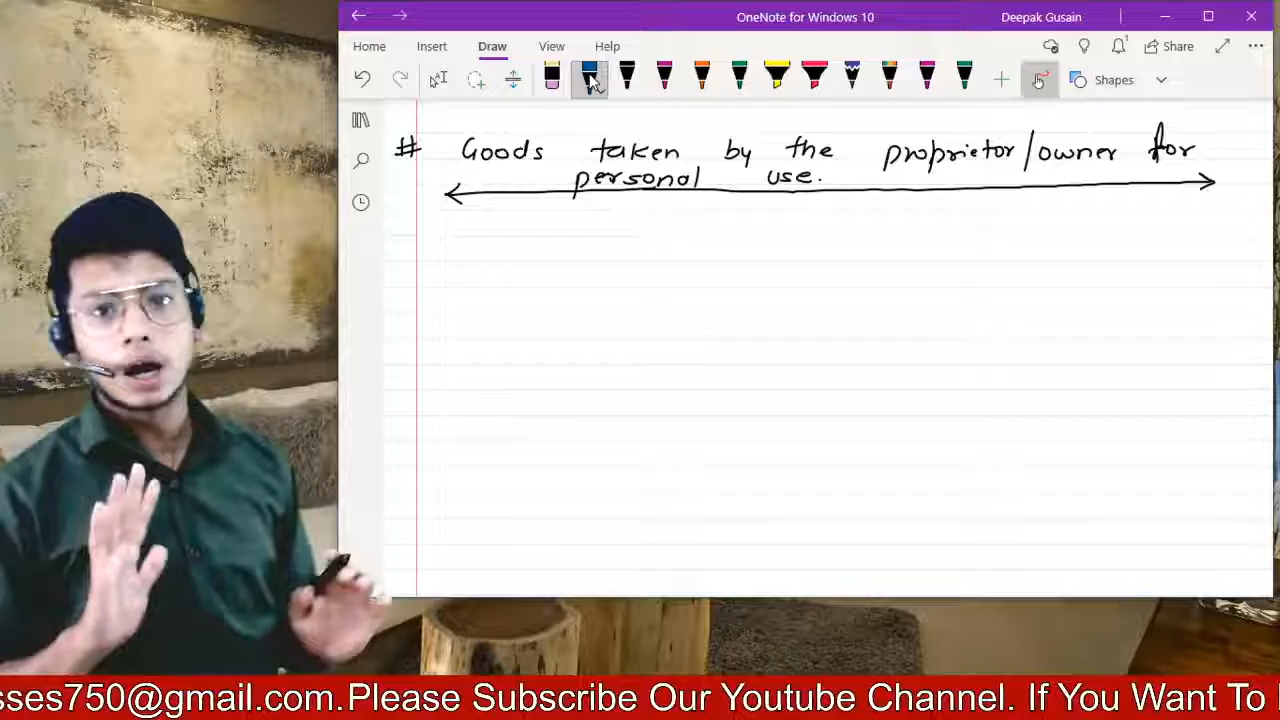 OneNote for Windows 10
Deepak Gusain
Home Insert Draw View Help
Share
Shapes
# Goods taken by the proprietor/owner for
personal use.
sses750@gmail.com.Please Subscribe Our Youtube Channel. If You Want To